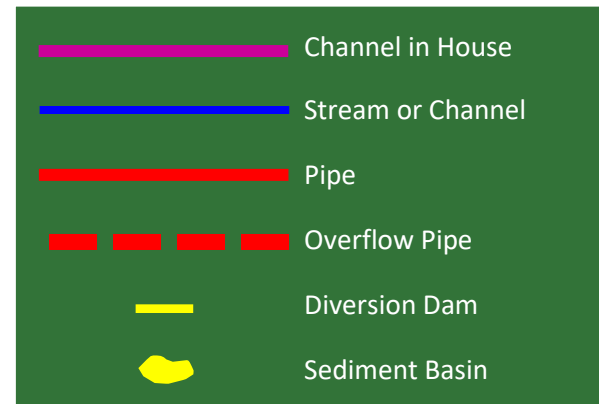 Channel in House
Stream or Channel
Pipe
Overflow Pipe
Diversion Dam
Sediment Basin